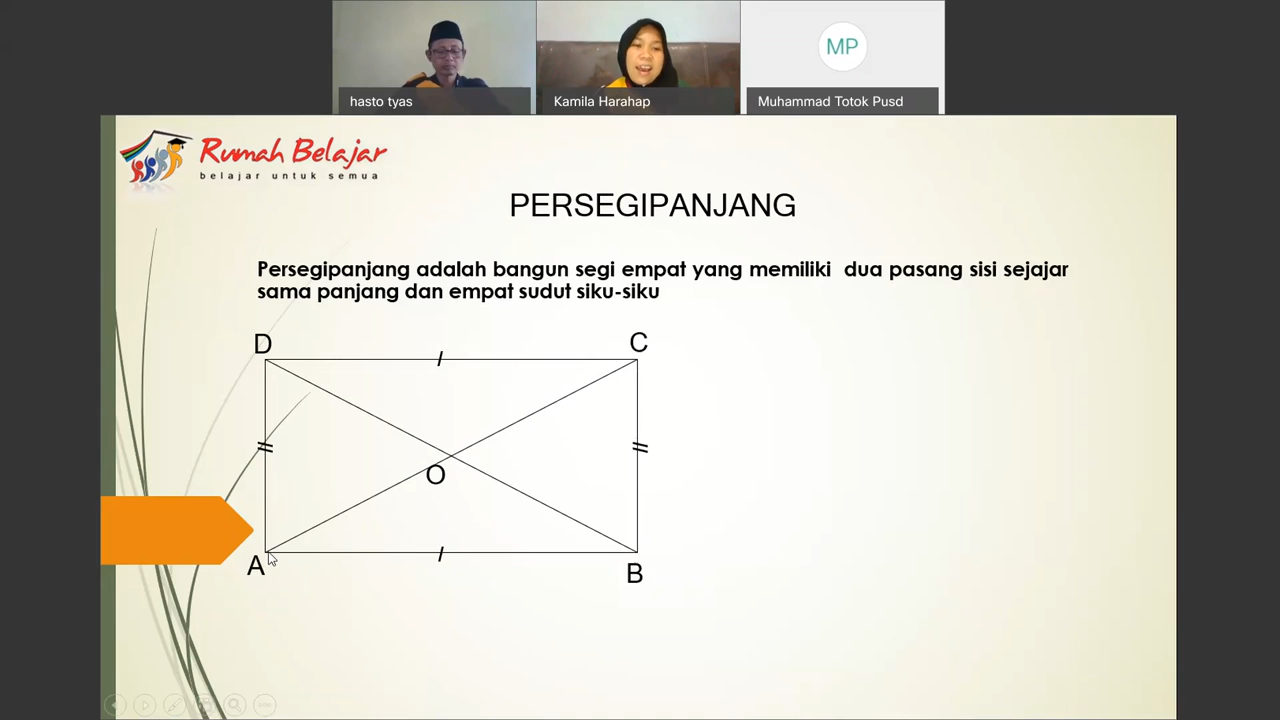 hasto tyas
Kamila Harahap
MP
Muhammad Totok Pusd
Rumah Belajar
belajar untuk semua
PERSEGIPANJANG
Persegipanjang adalah bangun segi empat yang memiliki dua pasang sisi sejajar
sama panjang dan empat sudut siku-siku
D
C
O
A
B